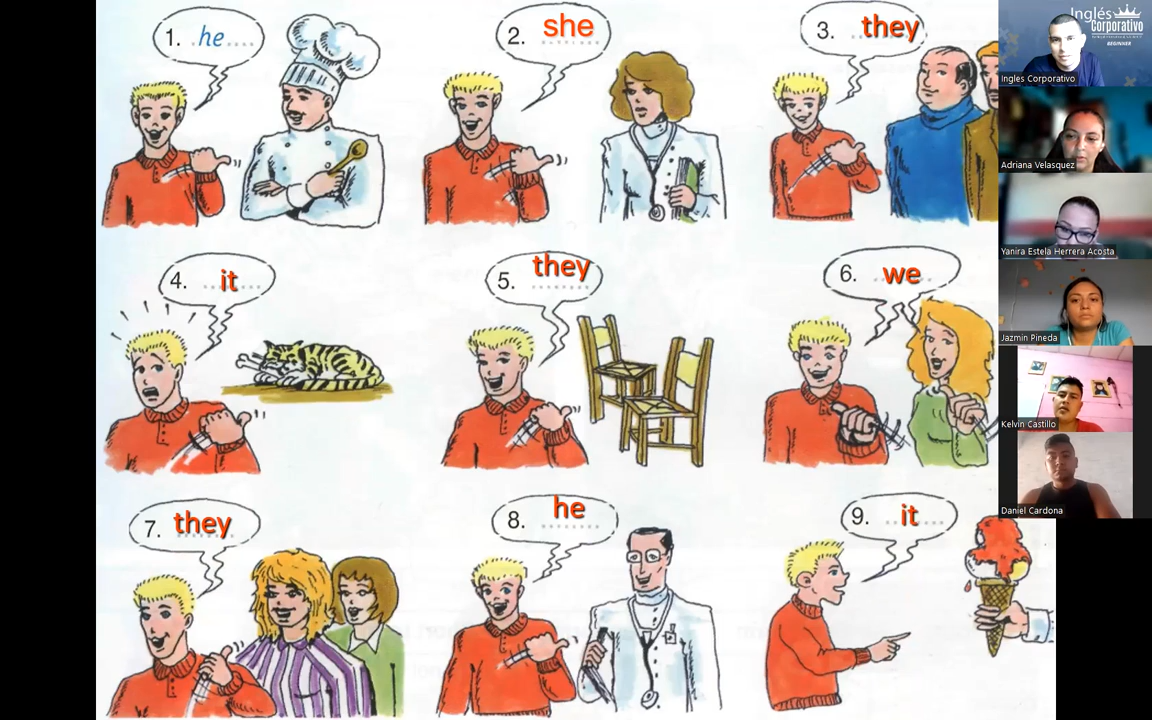 1. he
2. she
3. they
4. it
5. they
6. we
7. they
8. he
9. it
Inglés
Corporativo
BEGINNER
Ingles Corporativo
Adriana Velasquez
Yanira Estela Herrera Acosta
Jazmin Pineda
Kelvin Castillo
Daniel Cardona